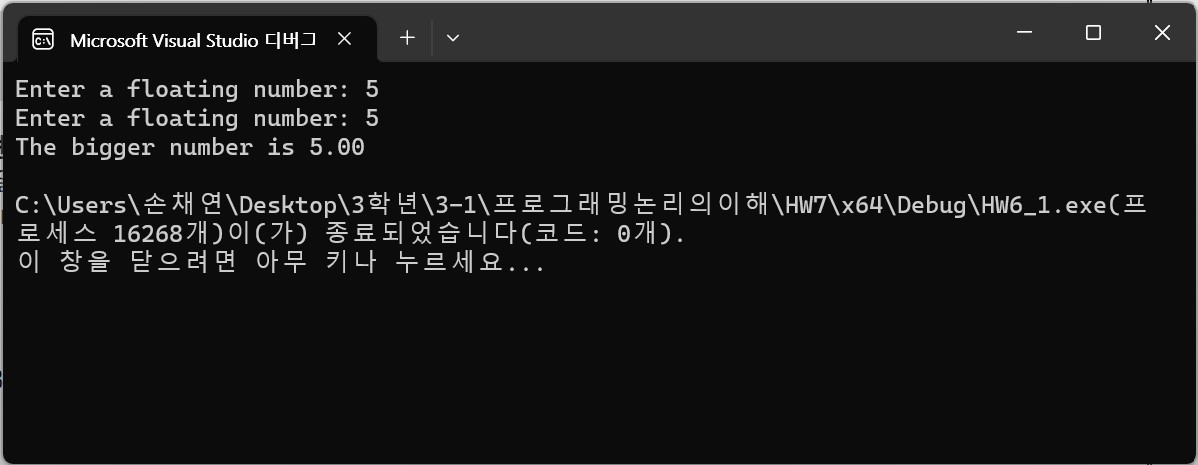 Microsoft Visual Studio 디버그
Enter a floating number: 5
Enter a floating number: 5
The bigger number is 5.00
C:\Users\손채연\Desktop\3학년\3-1\프로그래밍논리의이해\HW7\x64\Debug\HW6_1.exe(프
로세스 16268개)이(가) 종료되었습니다(코드: 0개).
이 창을 닫으려면 아무 키나 누르세요...